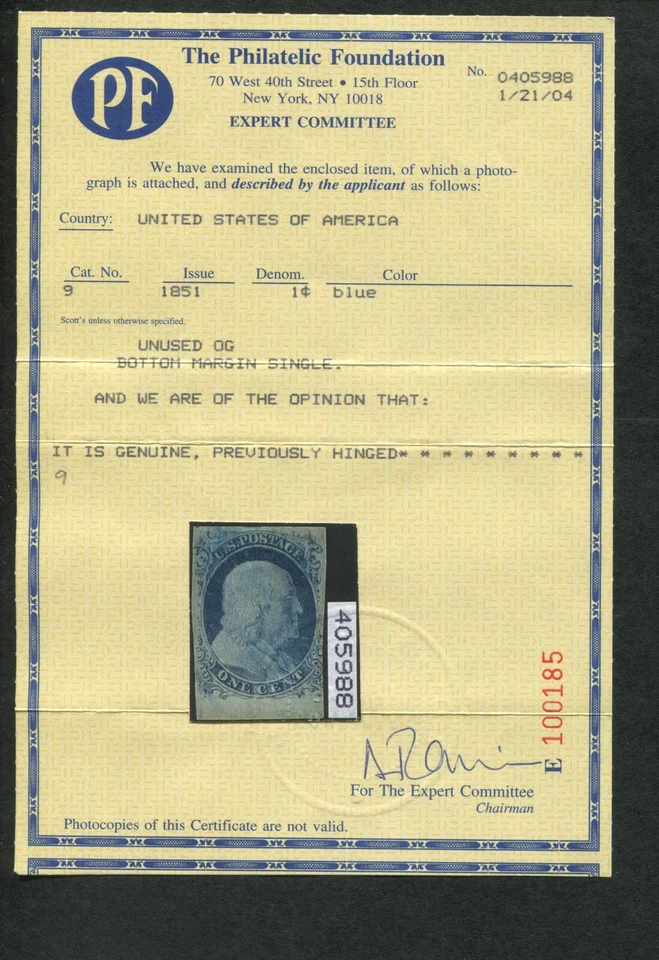 PF
The Philatelic Foundation
70 West 40th Street • 15th Floor
New York, NY 10018
EXPERT COMMITTEE
No. 0405988
1/21/04
We have examined the enclosed item, of which a photo-
graph is attached, and described by the applicant as follows:
Country: UNITED STATES OF AMERICA
Cat. No. Issue Denom. Color
9 1851 1¢ blue
Scott's unless otherwise specified.
UNUSED OG
BOTTOM MARGIN SINGLE.
AND WE ARE OF THE OPINION THAT:
IT IS GENUINE, PREVIOUSLY HINGED* * * * * * * * *
9
U.S. POSTAGE
ONE CENT
405988
E 100185
For The Expert Committee
Chairman
Photocopies of this Certificate are not valid.